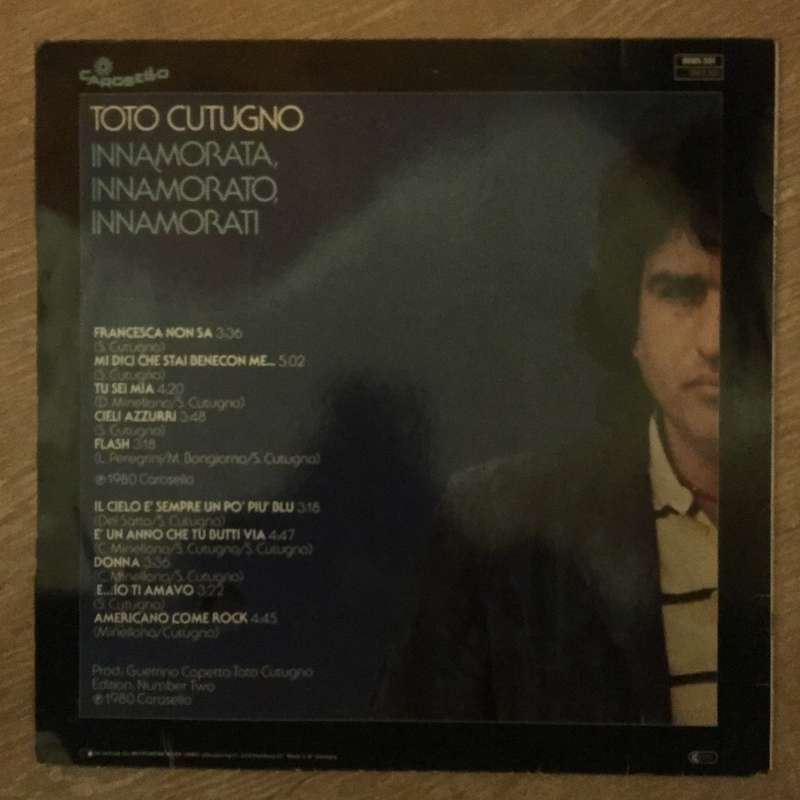 CAROSELLO
TOTO CUTUGNO
INNAMORATA,
INNAMORATO,
INNAMORATI
FRANCESCA NON SA 3:36
(S. Cutugno)
MI DICI CHE STAI BENECON ME... 5:02
(S. Cutugno)
TU SEI MIA 4:20
(D. Minellano/S. Cutugno)
CIELI AZZURRI 3:48
(S. Cutugno)
FLASH 3:18
(L. Peregrini/M. Bongiorno/S. Cutugno)
℗ 1980 Carosello
IL CIELO E' SEMPRE UN PO' PIU' BLU 3:18
(Del Satto/S. Cutugno)
E' UN ANNO CHE TU BUTTI VIA 4:47
(C. Minellono/S. Cutugno/S. Cutugno)
DONNA 3:36
(C. Minellono/S. Cutugno)
E...IO TI AMAVO 3:22
(S. Cutugno)
AMERICANO COME ROCK 4:45
(Minellono/Cutugno)
Prod: Guerrino Capetta Toto Cutugno
Edition: Number Two
℗ 1980 Carosello